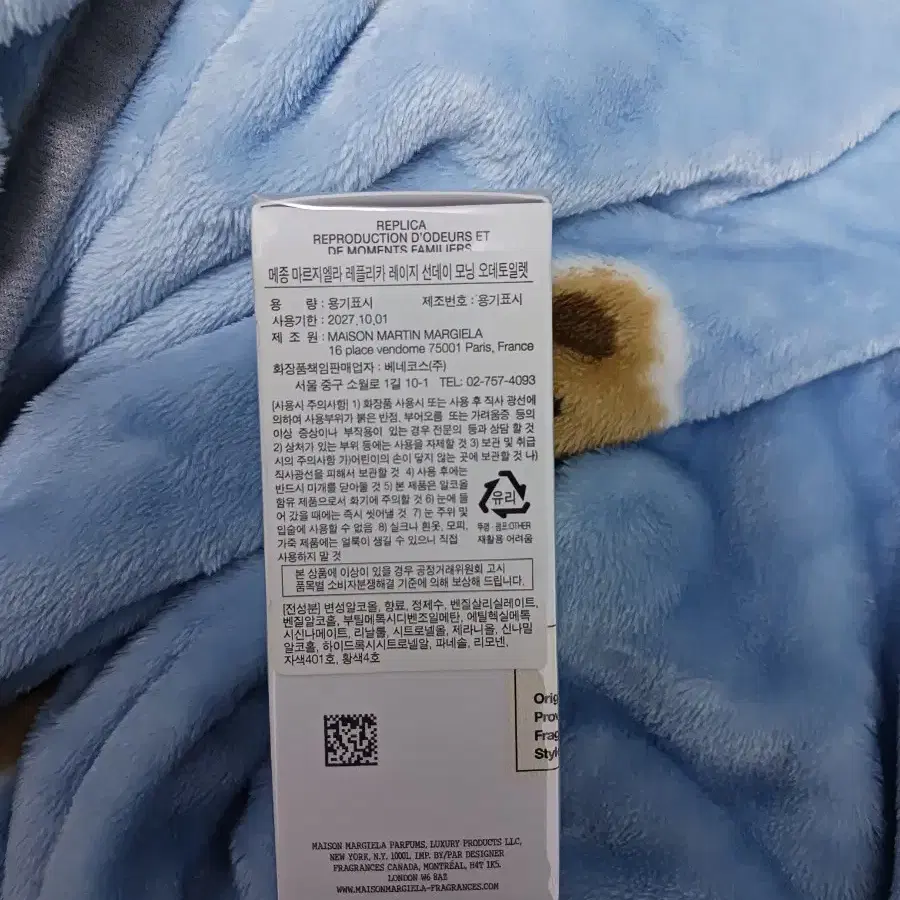 REPLICA
REPRODUCTION D'ODEURS ET
DE MOMENTS FAMILIERS
메종 마르지엘라 레플리카 레이지 선데이 모닝 오데토일렛
용 량 : 용기표시 제조번호 : 용기표시
사용기한 : 2027.10.01
제 조 원 : MAISON MARTIN MARGIELA
16 place vendome 75001 Paris, France
화장품책임판매업자 : 베네코스(주)
서울 중구 소월로 1길 10-1 TEL: 02-757-4093
[사용시 주의사항] 1) 화장품 사용시 또는 사용 후 직사 광선에
의하여 사용부위가 붉은 반점, 부어오름 또는 가려움증 등의
이상 증상이나 부작용이 있는 경우 전문의 등과 상담 할 것
2) 상처가 있는 부위 등에는 사용을 자제할 것 3) 보관 및 취급
시의 주의사항 가)어린이의 손이 닿지 않는 곳에 보관할 것 나)
직사광선을 피해서 보관할 것 4) 사용 후에는
반드시 마개를 닫아둘 것 5) 본 제품은 알코올
함유 제품으로서 화기에 주의할 것 6) 눈에 들
어 갔을 때에는 즉시 씻어낼 것 7) 눈 주위 및
입술에 사용할 수 없음 8) 실크나 흰옷, 모피,
가죽 제품에는 얼룩이 생길 수 있으니 직접
사용하지 말 것
유리
뚜껑·펌프:OTHER
재활용 어려움
본 상품에 이상이 있을 경우 공정거래위원회 고시
품목별 소비자분쟁해결 기준에 의해 보상해 드립니다.
[전성분] 변성알코올, 향료, 정제수, 벤질살리실레이트,
벤질알코올, 부틸메톡시디벤조일메탄, 에틸헥실메톡
시신나메이트, 리날룰, 시트로넬올, 제라니올, 신나밀
알코올, 하이드록시시트로넬알, 파네솔, 리모넨,
자색401호, 황색4호
Orig
Prov
Frag
Style
MAISON MARGIELA PARFUMS, LUXURY PRODUCTS LLC,
NEW YORK, N.Y. 10001. IMP. BY/PAR DESIGNER
FRAGRANCES CANADA, MONTRÉAL, H4T 1K5.
LONDON W6 8AZ
WWW.MAISONMARGIELA-FRAGRANCES.COM